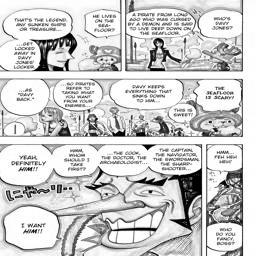 WHO'S
DAVY
JONES?
A PIRATE FROM LONG
AGO WHO WAS CURSED
BY A DEMON AND IS SAID
TO LIVE DEEP DOWN ON
THE SEAFLOOR.
HE LIVES
ON THE
SEA-
FLOOR?!
THAT'S THE LEGEND.
ANY SUNKEN
SHIPS OR
TREASURE...
...GET
LOCKED
AWAY IN
DAVY
JONES'
LOCKER.
THE
SEAFLOOR
IS SCARY!
DAVY KEEPS
EVERYTHING THAT
SINKS DOWN
TO HIM...
THIS IS
SWEET!
...SO PIRATES
REFER TO
TAKING WHAT
YOU WANT
FROM YOUR
ENEMIES...
...AS
"DAVY
BACK."
HMM...
FEH HEH
HEH!
WHO
DO YOU
FANCY,
BOSS?
THE CAPTAIN,
THE NAVIGATOR,
THE SWORDSMAN,
THE SHARP-
SHOOTER...
THE COOK,
THE DOCTOR, THE
ARCHAEOLOGIST...
HMM,
WHOM
SHOULD I
TAKE
FIRST?
YEAH,
DEFINITELY
HIM!!
I WANT
HIM!!